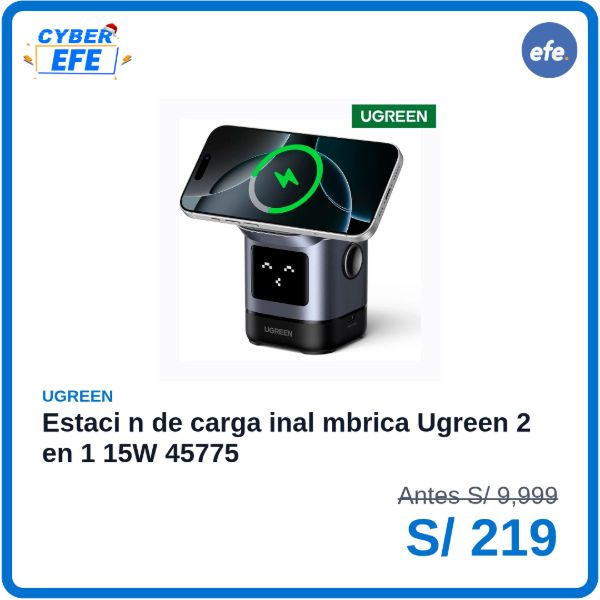 CYBER
EFE
efe.
UGREEN
UGREEN
UGREEN
Estaci n de carga inal mbrica Ugreen 2
en 1 15W 45775
Antes S/ 9,999
S/ 219